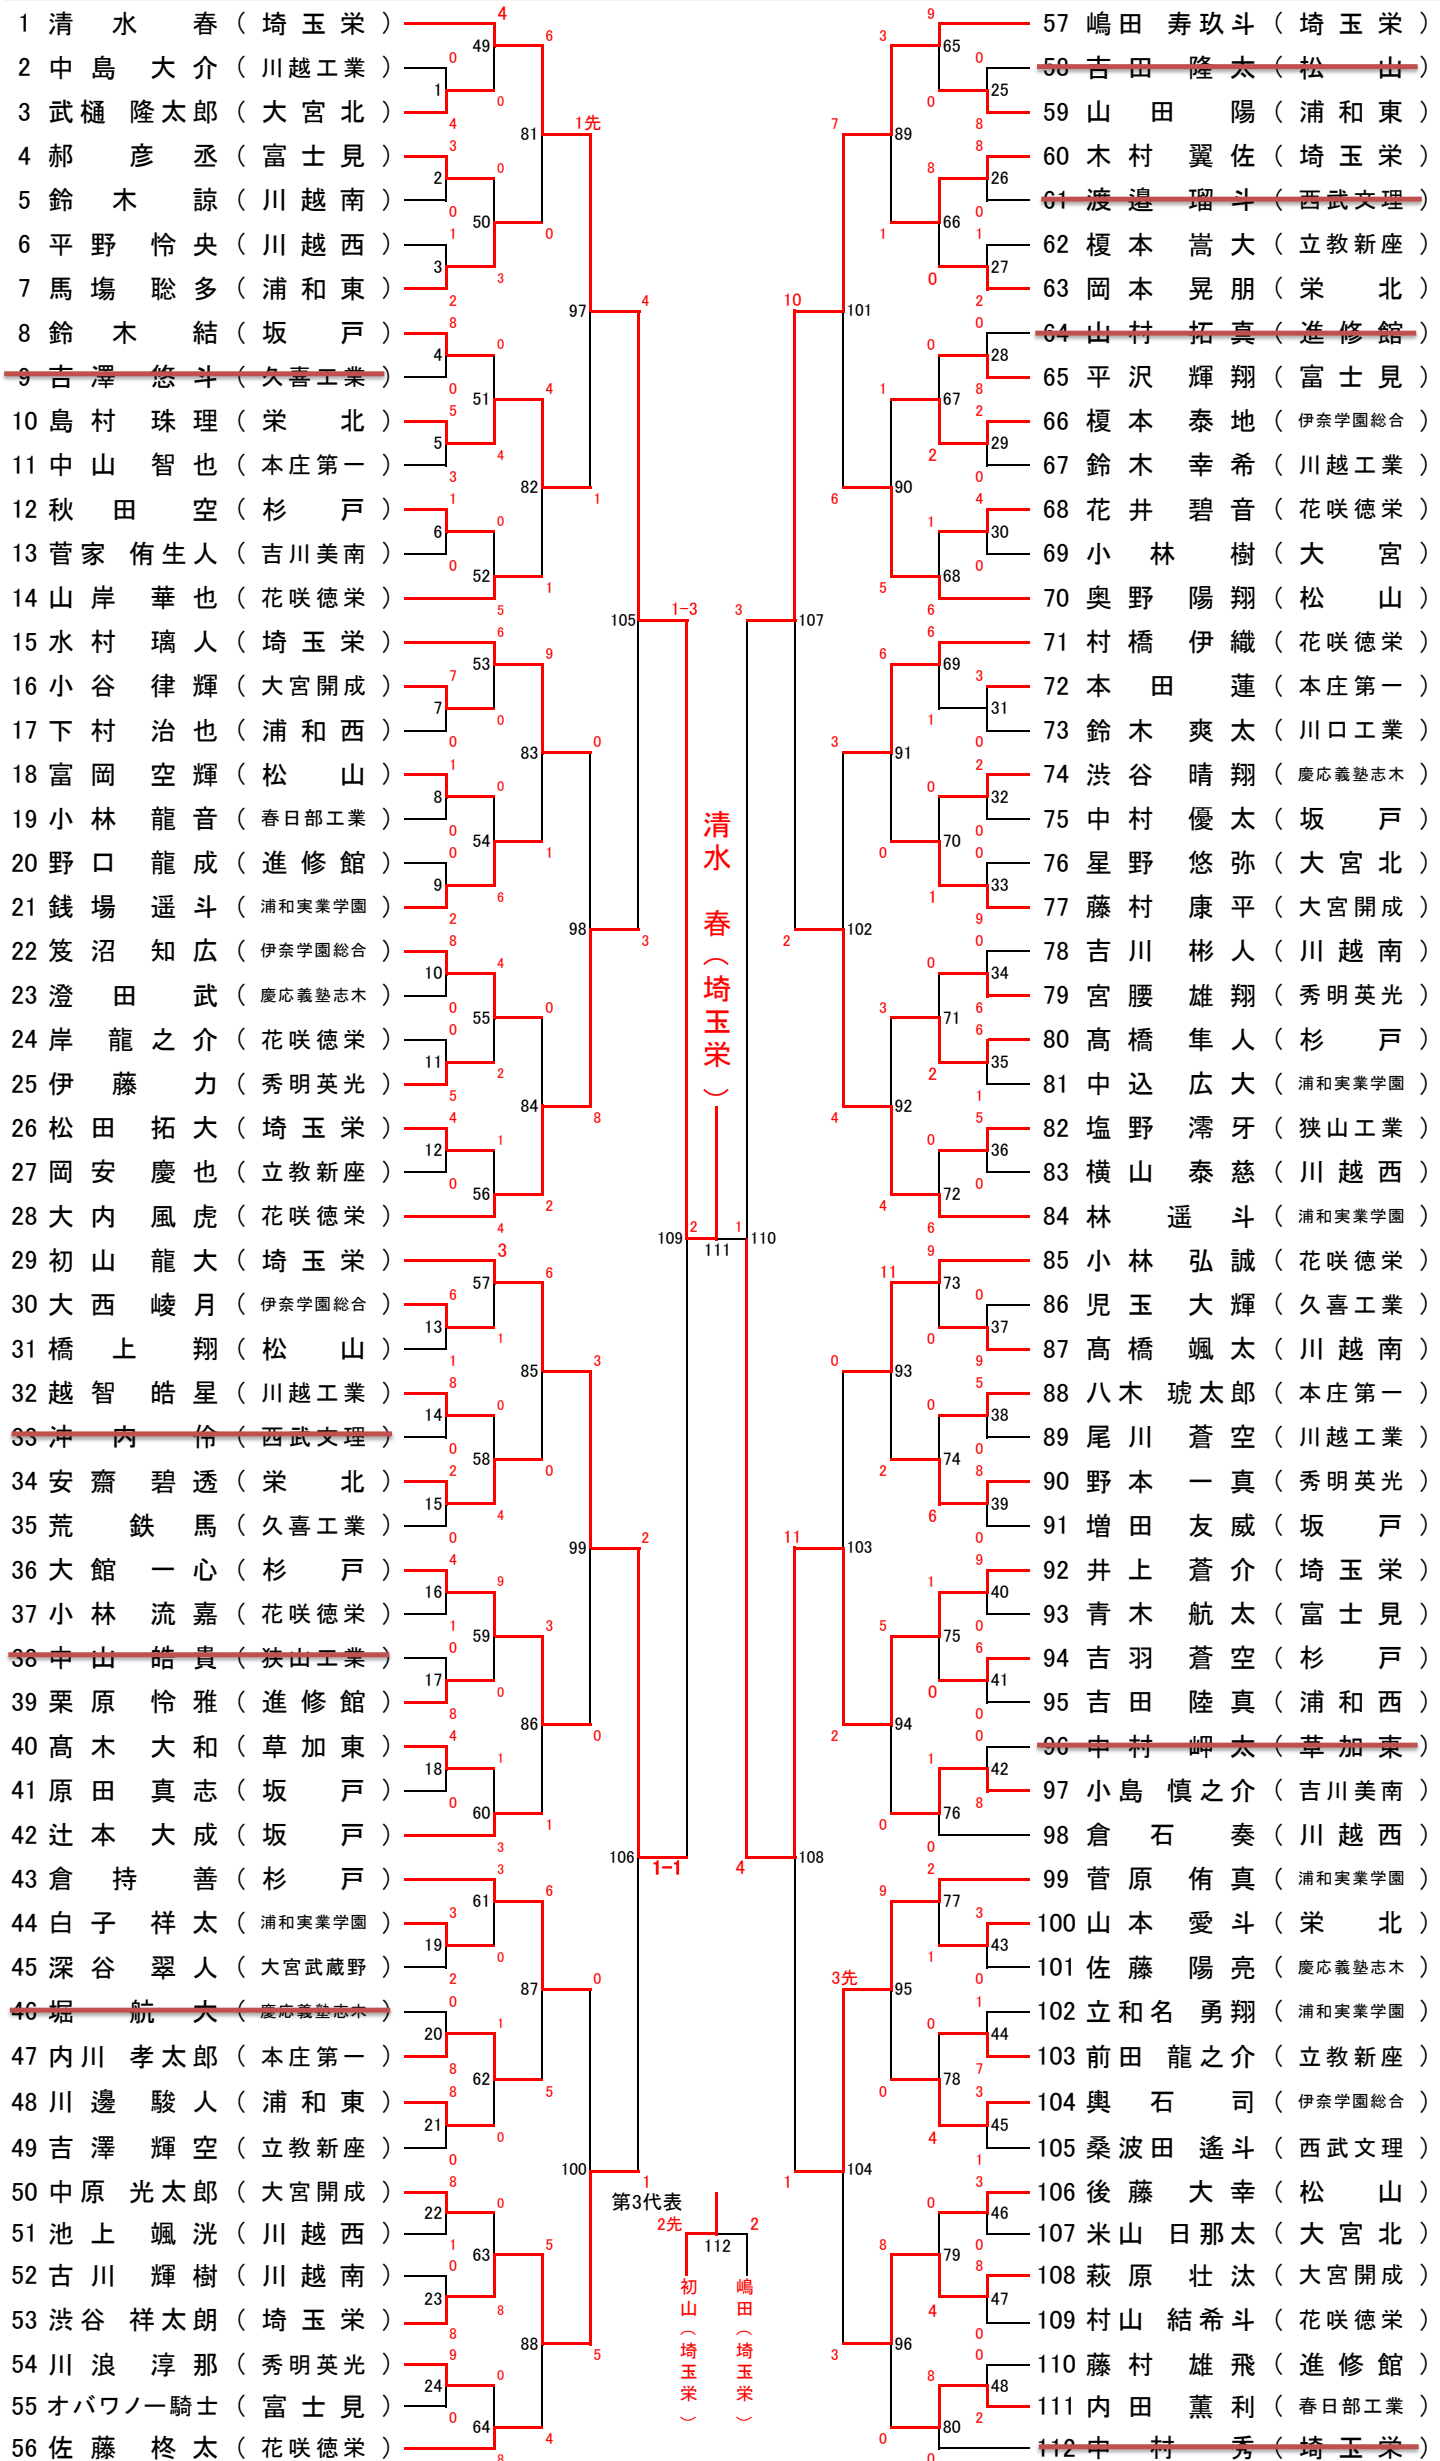 1 清水 春 ( 埼玉栄 )
2 中島 大介 ( 川越工業 )
3 武樋 隆太郎 ( 大宮北 )
4 郝 彦丞 ( 富士見 )
5 鈴木 諒 ( 川越南 )
6 平野 怜央 ( 川越西 )
7 馬塲 聡多 ( 浦和東 )
8 鈴木 結 ( 坂戸 )
9 吉澤 悠斗 ( 久喜工業 )
10 島村 珠理 ( 栄北 )
11 中山 智也 ( 本庄第一 )
12 秋田 空 ( 杉戸 )
13 菅家 侑生人 ( 吉川美南 )
14 山岸 華也 ( 花咲徳栄 )
15 水村 璃人 ( 埼玉栄 )
16 小谷 律輝 ( 大宮開成 )
17 下村 治也 ( 浦和西 )
18 富岡 空輝 ( 松山 )
19 小林 龍音 ( 春日部工業 )
20 野口 龍成 ( 進修館 )
21 銭場 遥斗 ( 浦和実業学園 )
22 笈沼 知広 ( 伊奈学園総合 )
23 澄田 武 ( 慶応義塾志木 )
24 岸 龍之介 ( 花咲徳栄 )
25 伊藤 力 ( 秀明英光 )
26 松田 拓大 ( 埼玉栄 )
27 岡安 慶也 ( 立教新座 )
28 大内 風虎 ( 花咲徳栄 )
29 初山 龍大 ( 埼玉栄 )
30 大西 崚月 ( 伊奈学園総合 )
31 橋上 翔 ( 松山 )
32 越智 皓星 ( 川越工業 )
33 沖内 伶 ( 西武文理 )
34 安齋 碧透 ( 栄北 )
35 荒 鉄馬 ( 久喜工業 )
36 大館 一心 ( 杉戸 )
37 小林 流嘉 ( 花咲徳栄 )
38 中山 皓貴 ( 狭山工業 )
39 栗原 怜雅 ( 進修館 )
40 髙木 大和 ( 草加東 )
41 原田 真志 ( 坂戸 )
42 辻本 大成 ( 坂戸 )
43 倉持 善 ( 杉戸 )
44 白子 祥太 ( 浦和実業学園 )
45 深谷 翠人 ( 大宮武蔵野 )
46 堀 航大 ( 慶応義塾志木 )
47 内川 孝太郎 ( 本庄第一 )
48 川邊 駿人 ( 浦和東 )
49 吉澤 輝空 ( 立教新座 )
50 中原 光太郎 ( 大宮開成 )
51 池上 颯洸 ( 川越西 )
52 古川 輝樹 ( 川越南 )
53 渋谷 祥太朗 ( 埼玉栄 )
54 川浪 淳那 ( 秀明英光 )
55 オバワノー騎士 ( 富士見 )
56 佐藤 柊太 ( 花咲徳栄 )
清水 春(埼玉栄)
109 2 111 1 110
1-3
1-1
3
4
第3代表
2先 112 2
初山(埼玉栄)
嶋田(埼玉栄)
57 嶋田 寿玖斗 ( 埼玉栄 )
58 吉田 隆太 ( 松山 )
59 山田 陽 ( 浦和東 )
60 木村 翼佐 ( 埼玉栄 )
61 渡邉 瑠斗 ( 西武文理 )
62 榎本 嵩大 ( 立教新座 )
63 岡本 晃朋 ( 栄北 )
64 山村 拓真 ( 進修館 )
65 平沢 輝翔 ( 富士見 )
66 榎本 泰地 ( 伊奈学園総合 )
67 鈴木 幸希 ( 川越工業 )
68 花井 碧音 ( 花咲徳栄 )
69 小林 樹 ( 大宮 )
70 奥野 陽翔 ( 松山 )
71 村橋 伊織 ( 花咲徳栄 )
72 本田 蓮 ( 本庄第一 )
73 鈴木 爽太 ( 川口工業 )
74 渋谷 晴翔 ( 慶応義塾志木 )
75 中村 優太 ( 坂戸 )
76 星野 悠弥 ( 大宮北 )
77 藤村 康平 ( 大宮開成 )
78 吉川 彬人 ( 川越南 )
79 宮腰 雄翔 ( 秀明英光 )
80 髙橋 隼人 ( 杉戸 )
81 中込 広大 ( 浦和実業学園 )
82 塩野 澪牙 ( 狭山工業 )
83 横山 泰慈 ( 川越西 )
84 林 遥斗 ( 浦和実業学園 )
85 小林 弘誠 ( 花咲徳栄 )
86 児玉 大輝 ( 久喜工業 )
87 髙橋 颯太 ( 川越南 )
88 八木 琥太郎 ( 本庄第一 )
89 尾川 蒼空 ( 川越工業 )
90 野本 一真 ( 秀明英光 )
91 増田 友威 ( 坂戸 )
92 井上 蒼介 ( 埼玉栄 )
93 青木 航太 ( 富士見 )
94 吉羽 蒼空 ( 杉戸 )
95 吉田 陸真 ( 浦和西 )
96 中村 岬太 ( 草加東 )
97 小島 慎之介 ( 吉川美南 )
98 倉石 奏 ( 川越西 )
99 菅原 侑真 ( 浦和実業学園 )
100 山本 愛斗 ( 栄北 )
101 佐藤 陽亮 ( 慶応義塾志木 )
102 立和名 勇翔 ( 浦和実業学園 )
103 前田 龍之介 ( 立教新座 )
104 輿石 司 ( 伊奈学園総合 )
105 桑波田 遙斗 ( 西武文理 )
106 後藤 大幸 ( 松山 )
107 米山 日那太 ( 大宮北 )
108 萩原 壮汰 ( 大宮開成 )
109 村山 結希斗 ( 花咲徳栄 )
110 藤村 雄飛 ( 進修館 )
111 内田 薫利 ( 春日部工業 )
112 中村 秀 ( 埼玉栄 )